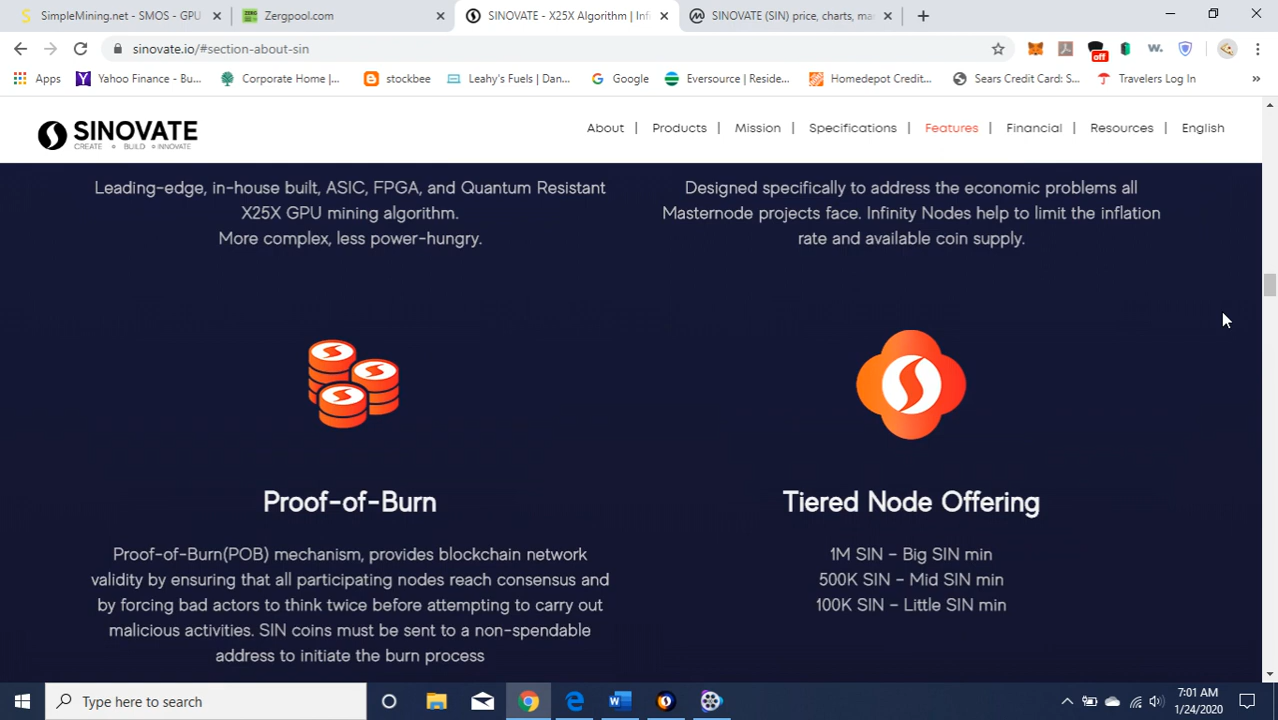 SimpleMining.net - SMOS - GPU
Zergpool.com
SINOVATE - X25X Algorithm | Inf
SINOVATE (SIN) price, charts, ma
sinovate.io/#section-about-sin
off
w.
Apps
Yahoo Finance - Bu...
Corporate Home |...
stockbee
Leahy's Fuels | Dan...
Google
Eversource | Reside...
Homedepot Credit...
Sears Credit Card: S...
Travelers Log In
»
SINOVATE
CREATE BUILD INNOVATE
About | Products | Mission | Specifications | Features | Financial | Resources | English
Leading-edge, in-house built, ASIC, FPGA, and Quantum Resistant
X25X GPU mining algorithm.
More complex, less power-hungry.
Designed specifically to address the economic problems all
Masternode projects face. Infinity Nodes help to limit the inflation
rate and available coin supply.
Proof-of-Burn
Proof-of-Burn(POB) mechanism, provides blockchain network
validity by ensuring that all participating nodes reach consensus and
by forcing bad actors to think twice before attempting to carry out
malicious activities. SIN coins must be sent to a non-spendable
address to initiate the burn process
Tiered Node Offering
1M SIN – Big SIN min
500K SIN – Mid SIN min
100K SIN – Little SIN min
Type here to search
7:01 AM
1/24/2020